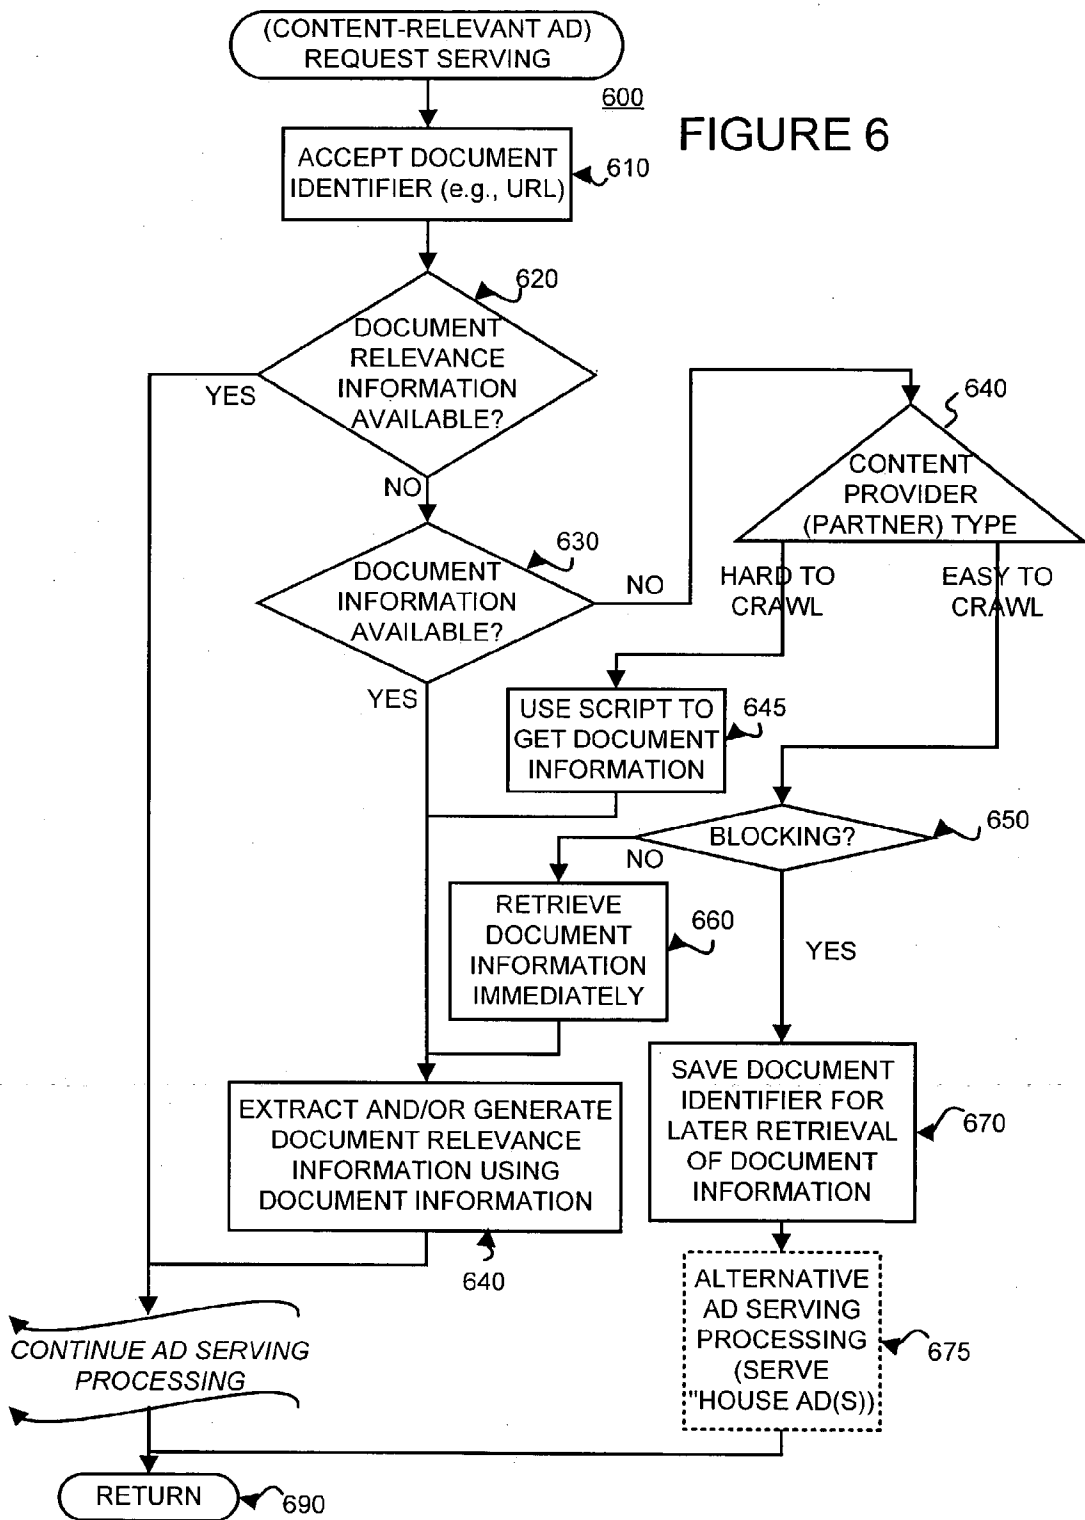 (CONTENT-RELEVANT AD)
REQUEST SERVING
600
FIGURE 6
ACCEPT DOCUMENT
IDENTIFIER (e.g., URL)
610
620
DOCUMENT
RELEVANCE
INFORMATION
AVAILABLE?
YES
NO
640
CONTENT
PROVIDER
(PARTNER) TYPE
630
DOCUMENT
INFORMATION
AVAILABLE?
NO
YES
HARD TO
CRAWL
EASY TO
CRAWL
USE SCRIPT TO
GET DOCUMENT
INFORMATION
645
BLOCKING?
650
NO
YES
RETRIEVE
DOCUMENT
INFORMATION
IMMEDIATELY
660
SAVE DOCUMENT
IDENTIFIER FOR
LATER RETRIEVAL
OF DOCUMENT
INFORMATION
670
EXTRACT AND/OR GENERATE
DOCUMENT RELEVANCE
INFORMATION USING
DOCUMENT INFORMATION
640
ALTERNATIVE
AD SERVING
PROCESSING
(SERVE
"HOUSE AD(S))
675
CONTINUE AD SERVING
PROCESSING
RETURN
690